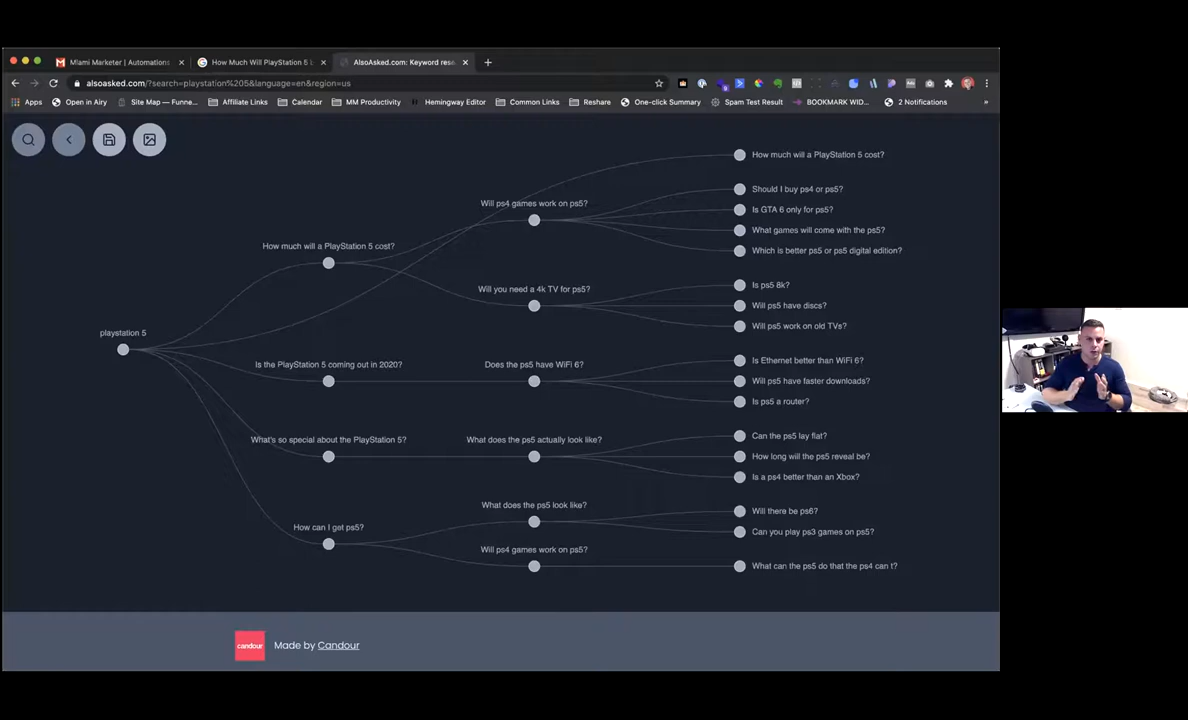 Miami Marketer | Automations
How Much Will PlayStation 5
AlsoAsked.com: Keyword rese
alsoasked.com/?search=playstation%205&language=en&region=us
Apps
Open in Airy
Site Map — Funne...
Affiliate Links
Calendar
MM Productivity
Hemingway Editor
Common Links
Reshare
One-click Summary
Spam Test Result
BOOKMARK WID...
2 Notifications
»
How much will a PlayStation 5 cost?
Will ps4 games work on ps5?
Should I buy ps4 or ps5?
Is GTA 6 only for ps5?
What games will come with the ps5?
Which is better ps5 or ps5 digital edition?
How much will a PlayStation 5 cost?
Will you need a 4k TV for ps5?
Is ps5 8k?
Will ps5 have discs?
Will ps5 work on old TVs?
playstation 5
Is the PlayStation 5 coming out in 2020?
Does the ps5 have WiFi 6?
Is Ethernet better than WiFi 6?
Will ps5 have faster downloads?
Is ps5 a router?
What's so special about the PlayStation 5?
What does the ps5 actually look like?
Can the ps5 lay flat?
How long will the ps5 reveal be?
Is a ps4 better than an Xbox?
How can I get ps5?
What does the ps5 look like?
Will there be ps6?
Can you play ps3 games on ps5?
Will ps4 games work on ps5?
What can the ps5 do that the ps4 can t?
candour
Made by Candour